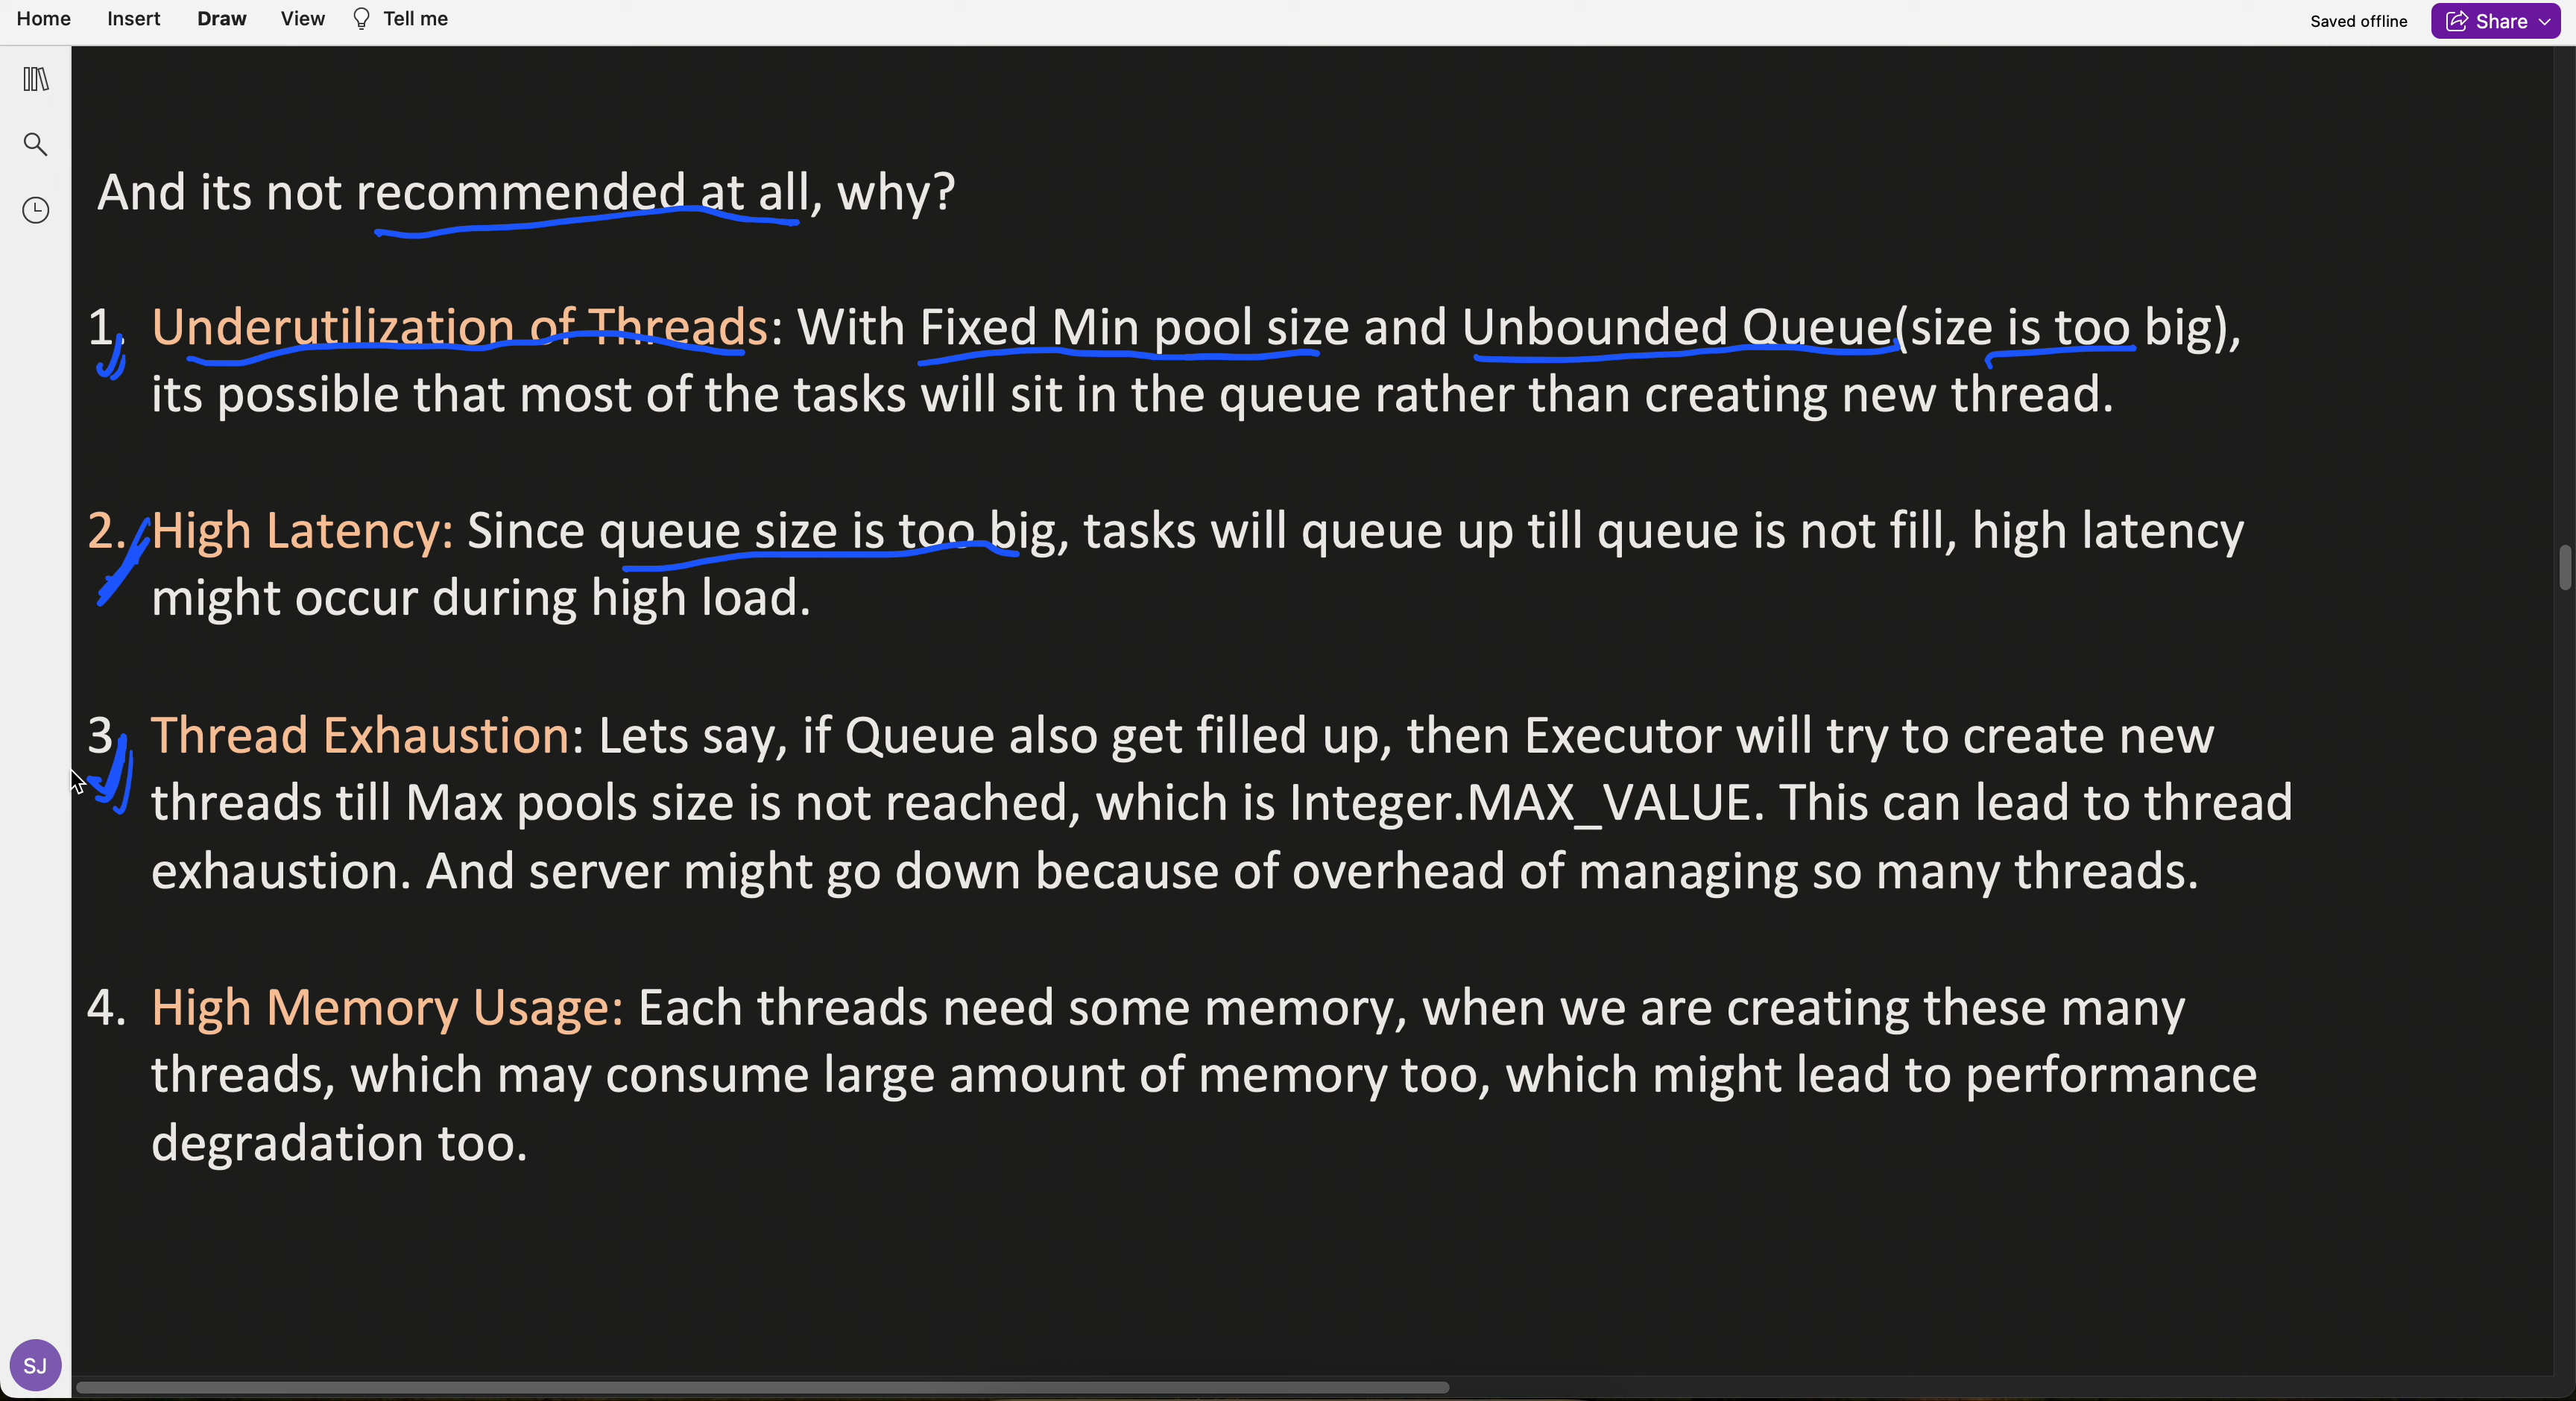 Home Insert Draw View Tell me Saved offline Share
And its not recommended at all, why?
1. Underutilization of Threads: With Fixed Min pool size and Unbounded Queue(size is too big),
its possible that most of the tasks will sit in the queue rather than creating new thread.
2. High Latency: Since queue size is too big, tasks will queue up till queue is not fill, high latency
might occur during high load.
3. Thread Exhaustion: Lets say, if Queue also get filled up, then Executor will try to create new
threads till Max pools size is not reached, which is Integer.MAX_VALUE. This can lead to thread
exhaustion. And server might go down because of overhead of managing so many threads.
4. High Memory Usage: Each threads need some memory, when we are creating these many
threads, which may consume large amount of memory too, which might lead to performance
degradation too.
SJ